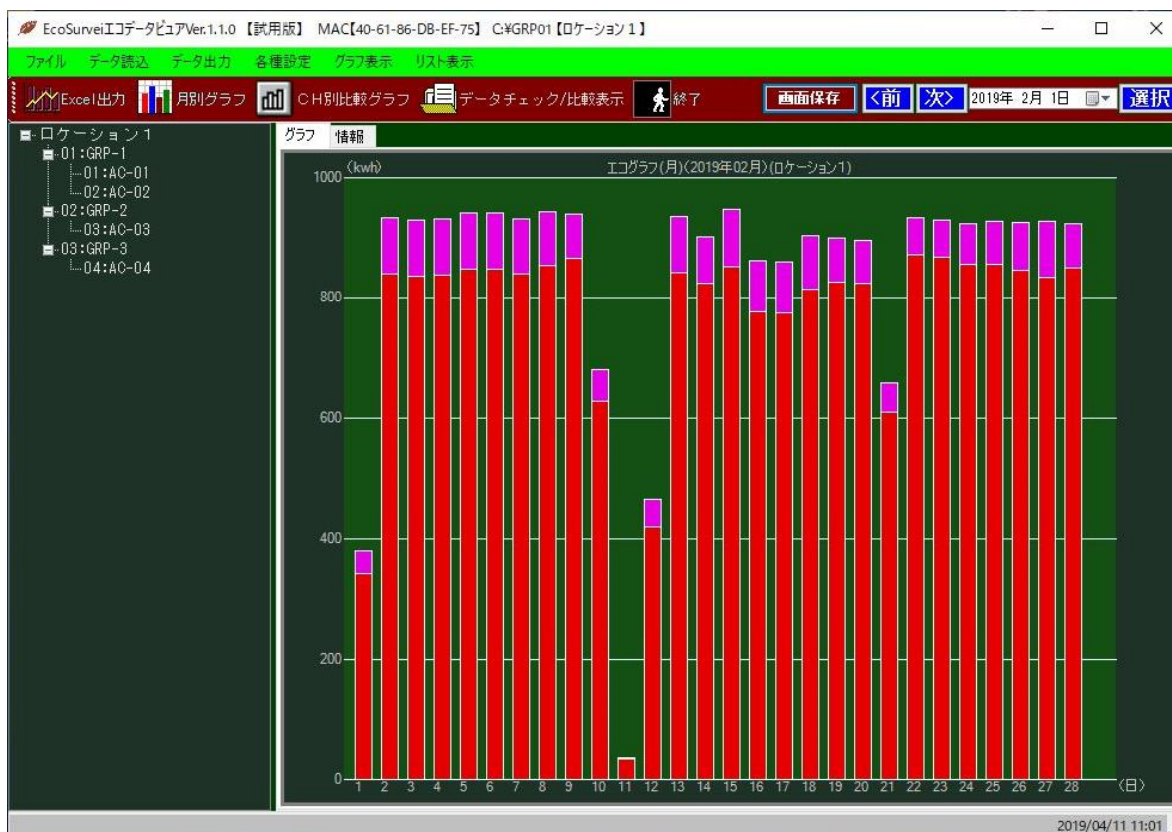 EcoSurveiエコデータビュアVer.1.1.0 【試用版】 MAC【40-61-86-DB-EF-75】 C:¥GRP01【ロケーション１】
ファイル データ読込 データ出力 各種設定 グラフ表示 リスト表示
Excel出力 月別グラフ ＣＨ別比較グラフ データチェック/比較表示 終了 画面保存 <前 次> 2019年 2月 1日 選択
ロケーション１
01:GRP-1
01:AC-01
02:AC-02
02:GRP-2
03:AC-03
03:GRP-3
04:AC-04
グラフ 情報
(kwh) エコグラフ(月)(2019年02月)(ロケーション1)
1000
800
600
400
200
0
1 2 3 4 5 6 7 8 9 10 11 12 13 14 15 16 17 18 19 20 21 22 23 24 25 26 27 28 (日)
2019/04/11 11:01